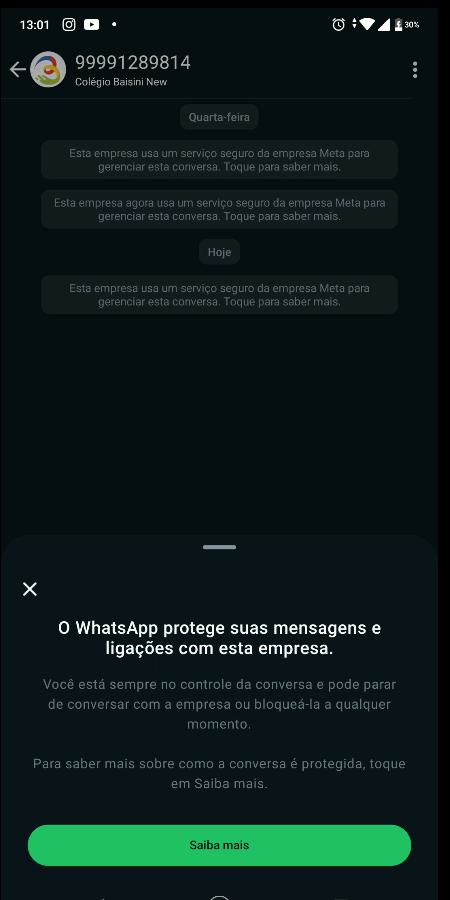 13:01
30%
99991289814
Colégio Baisini New
Quarta-feira
Esta empresa usa um serviço seguro da empresa Meta para
gerenciar esta conversa. Toque para saber mais.
Esta empresa agora usa um serviço seguro da empresa Meta para
gerenciar esta conversa. Toque para saber mais.
Hoje
Esta empresa usa um serviço seguro da empresa Meta para
gerenciar esta conversa. Toque para saber mais.
O WhatsApp protege suas mensagens e
ligações com esta empresa.
Você está sempre no controle da conversa e pode parar
de conversar com a empresa ou bloqueá-la a qualquer
momento.
Para saber mais sobre como a conversa é protegida, toque
em Saiba mais.
Saiba mais